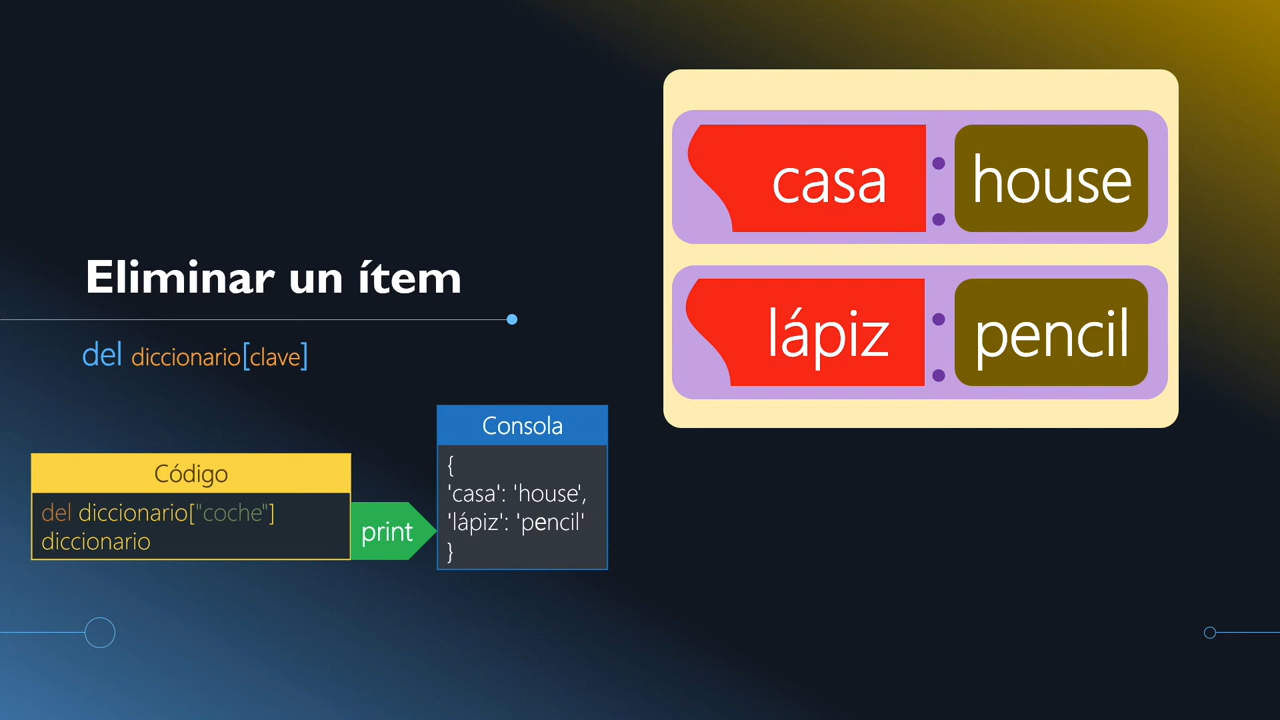 Eliminar un ítem
del diccionario[clave]
Código
del diccionario["coche"]
diccionario
print
Consola
{
'casa': 'house',
'lápiz': 'pencil'
}
casa : house
lápiz : pencil